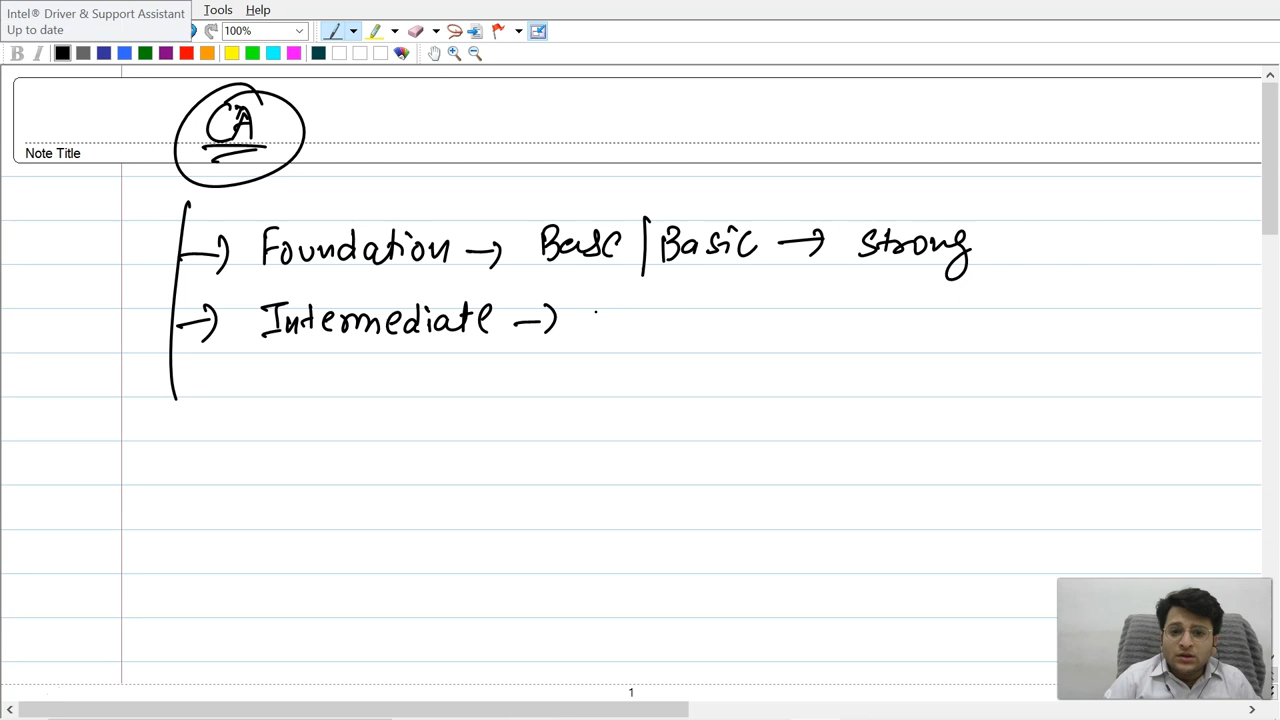 Intel® Driver & Support Assistant
Up to date
Tools Help
100%
B I
CA
Note Title
→ Foundation → Base | Basic → Strong
→ Intermediate →
1